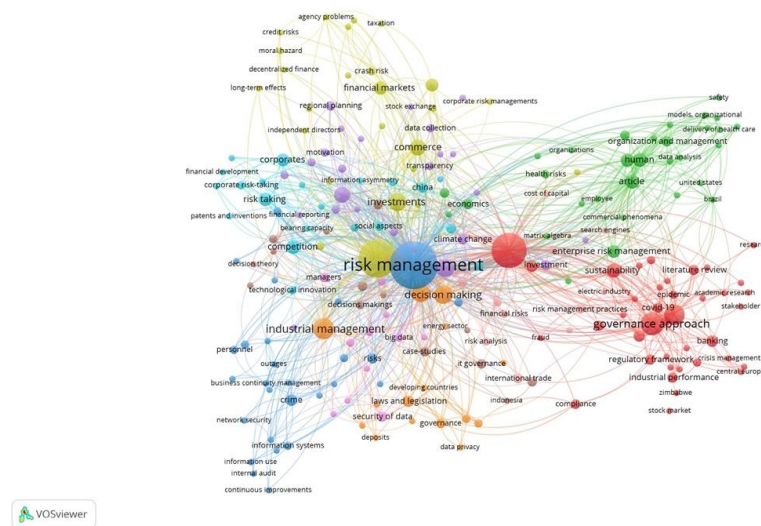 agency problems
taxation
credit risks
moral hazard
decentralized finance
crash risk
long-term effects
financial markets
regional planning
stock exchange
corporate risk managements
independent directors
data collection
safety
models, organizational
delivery of health care
organization and management
motivation
commerce
organizations
human
data analysis
corporates
transparency
health risks
financial development
information asymmetry
article
united states
corporate risk-taking
china
cost of capital
risk taking
investments
economics
employee
brazil
patents and inventions
financial reporting
commercial phenomena
bearing capacity
social aspects
search engines
climate change
matrix algebra
competition
enterprise risk management
decision theory
risk management
investment
sustainability
literature review
managers
technological innovation
decision making
electric industry
epidemic
academic research
decisions makings
financial risks
risk management practices
covid-19
stakeholder
industrial management
energy sector
governance approach
big data
risk analysis
fraud
banking
personnel
case-studies
outages
risks
it governance
regulatory framework
crisis management
central europ
business continuity management
developing countries
international trade
industrial performance
crime
laws and legislation
indonesia
compliance
zimbabwe
stock market
network security
security of data
governance
deposits
data privacy
information systems
information use
internal audit
continuous improvements
VOSviewer